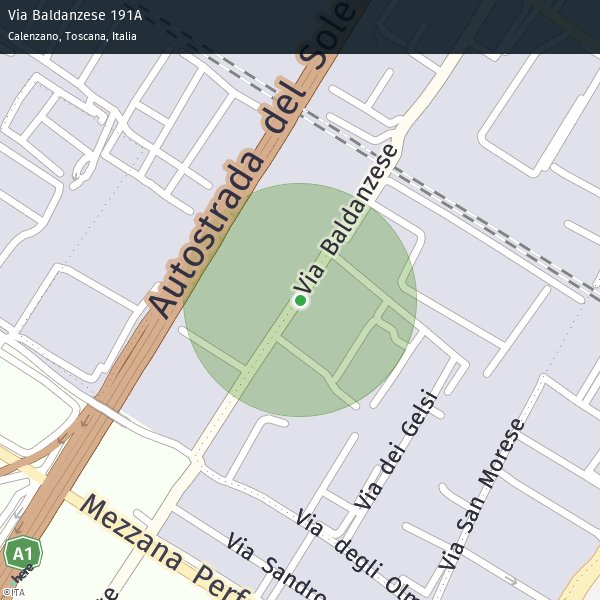 Via Baldanzese 191A
Calenzano, Toscana, Italia
Autostrada del Sole
Via Baldanzese
Via dei Gelsi
Via San Morese
Mezzana Perf
Via degli Olm
Via Sandro
A1
here
©ITA